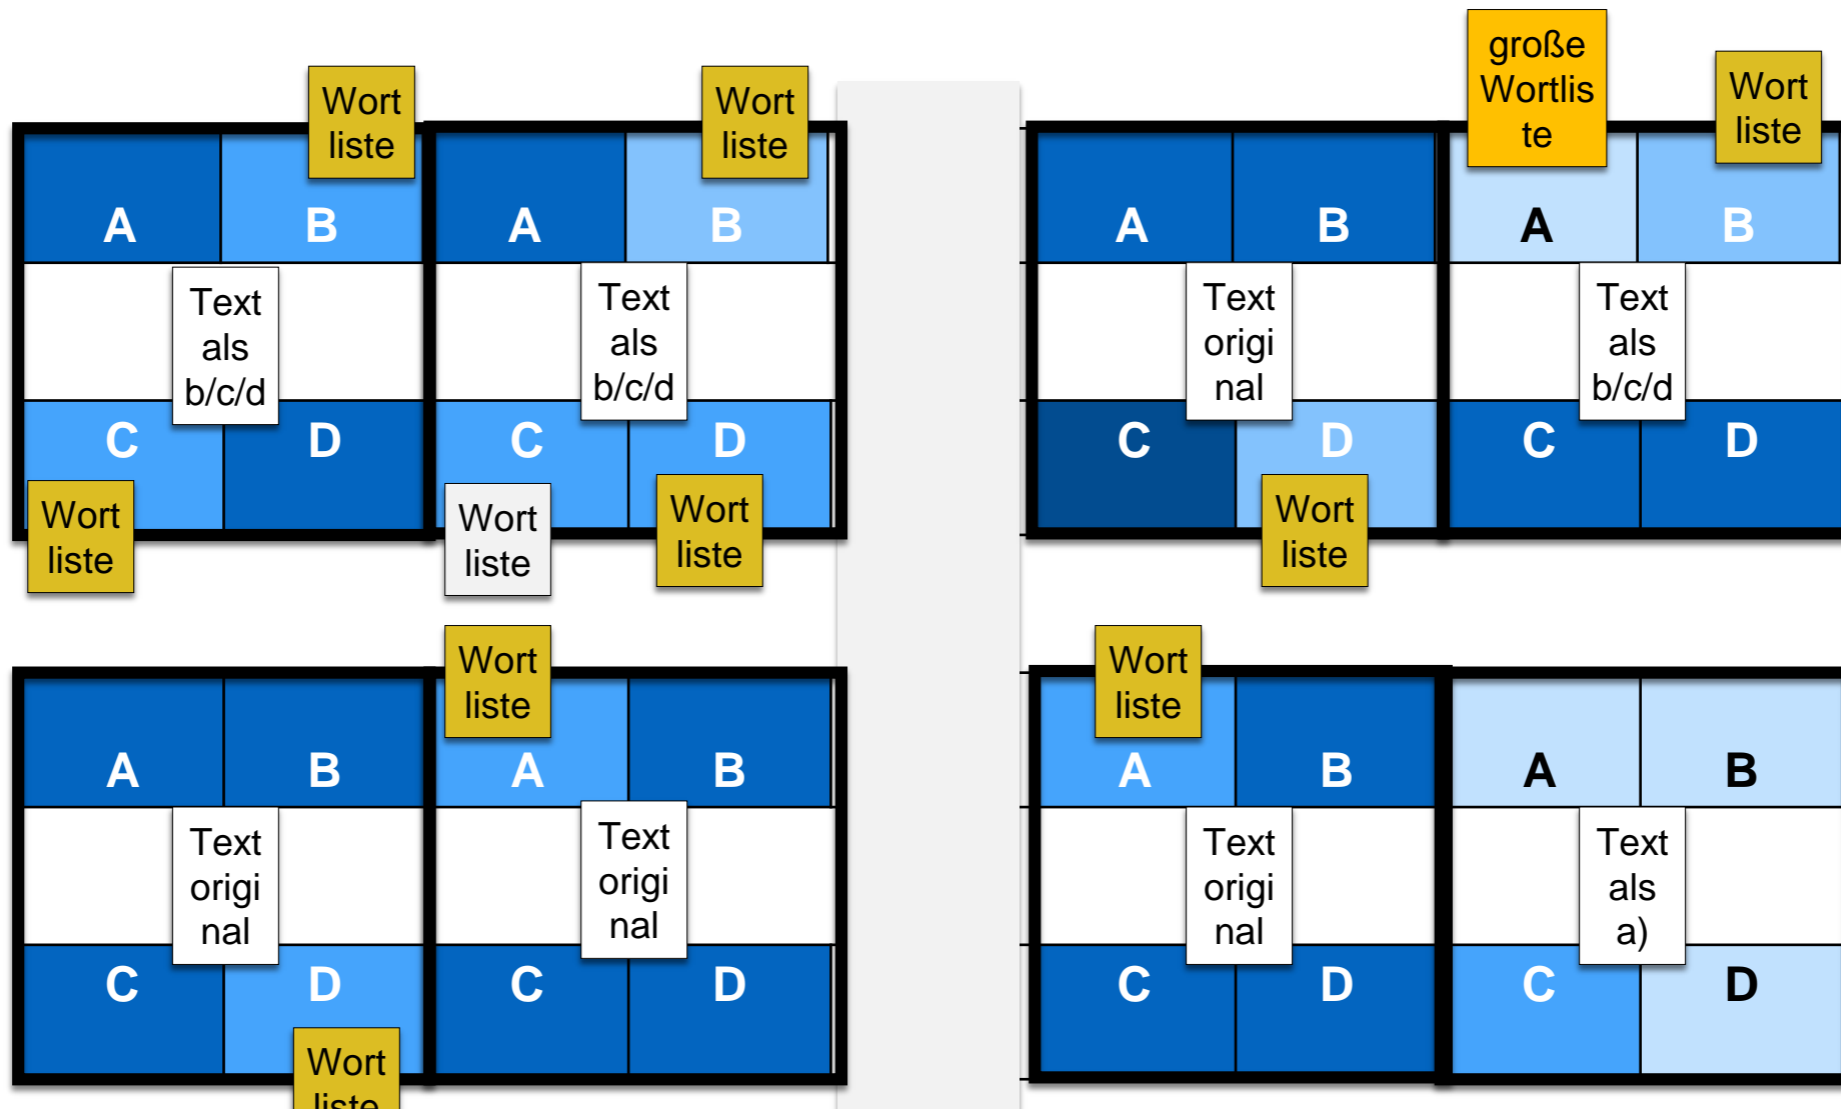 große
Wortlis
te
Wort
liste
Wort
liste
Wort
liste
A
B
A
B
A
B
A
B
Text
als
b/c/d
Text
als
b/c/d
Text
origi
nal
Text
als
b/c/d
C
D
C
D
C
D
C
D
Wort
liste
Wort
liste
Wort
liste
Wort
liste
Wort
liste
Wort
liste
A
B
A
B
A
B
A
B
Text
origi
nal
Text
origi
nal
Text
origi
nal
Text
als
a)
C
D
C
D
C
D
C
D
Wort
liste